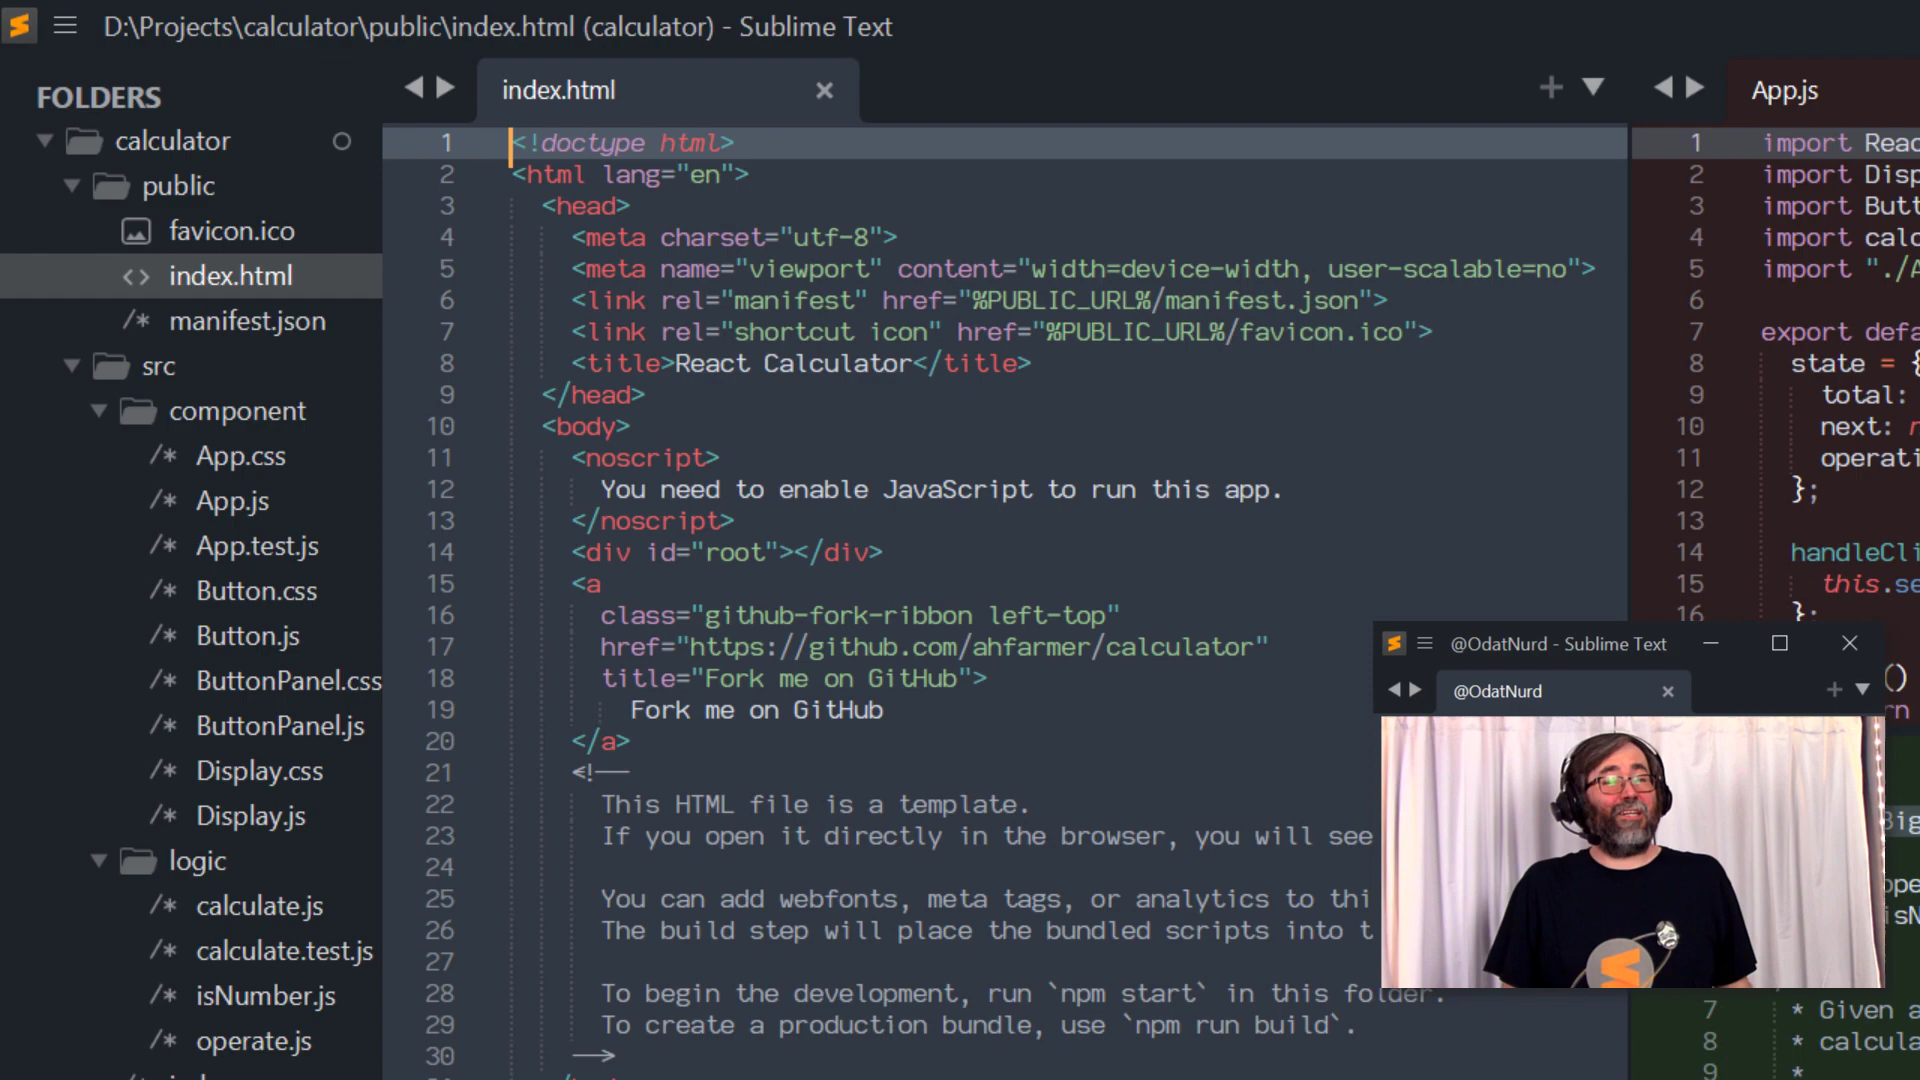 D:\Projects\calculator\public\index.html (calculator) - Sublime Text
FOLDERS
calculator
public
favicon.ico
index.html
manifest.json
src
component
App.css
App.js
App.test.js
Button.css
Button.js
ButtonPanel.css
ButtonPanel.js
Display.css
Display.js
logic
calculate.js
calculate.test.js
isNumber.js
operate.js
index.html
1 <!doctype html>
2 <html lang="en">
3 <head>
4 <meta charset="utf-8">
5 <meta name="viewport" content="width=device-width, user-scalable=no">
6 <link rel="manifest" href="%PUBLIC_URL%/manifest.json">
7 <link rel="shortcut icon" href="%PUBLIC_URL%/favicon.ico">
8 <title>React Calculator</title>
9 </head>
10 <body>
11 <noscript>
12 You need to enable JavaScript to run this app.
13 </noscript>
14 <div id="root"></div>
15 <a
16 class="github-fork-ribbon left-top"
17 href="https://github.com/ahfarmer/calculator"
18 title="Fork me on GitHub">
19 Fork me on GitHub
20 </a>
21 <!--
22 This HTML file is a template.
23 If you open it directly in the browser, you will see
24
25 You can add webfonts, meta tags, or analytics to thi
26 The build step will place the bundled scripts into t
27
28 To begin the development, run `npm start` in this folder.
29 To create a production bundle, use `npm run build`.
30 -->
App.js
1 import Reac
2 import Disp
3 import Butt
4 import calc
5 import "./A
6
7 export defa
8 state = {
9 total:
10 next: n
11 operati
12 };
13
14 handleCli
15 this.se
16 };
()
rn
@OdatNurd - Sublime Text
@OdatNurd
Big
ope
isN
7 * Given a
8 * calcula
9 *